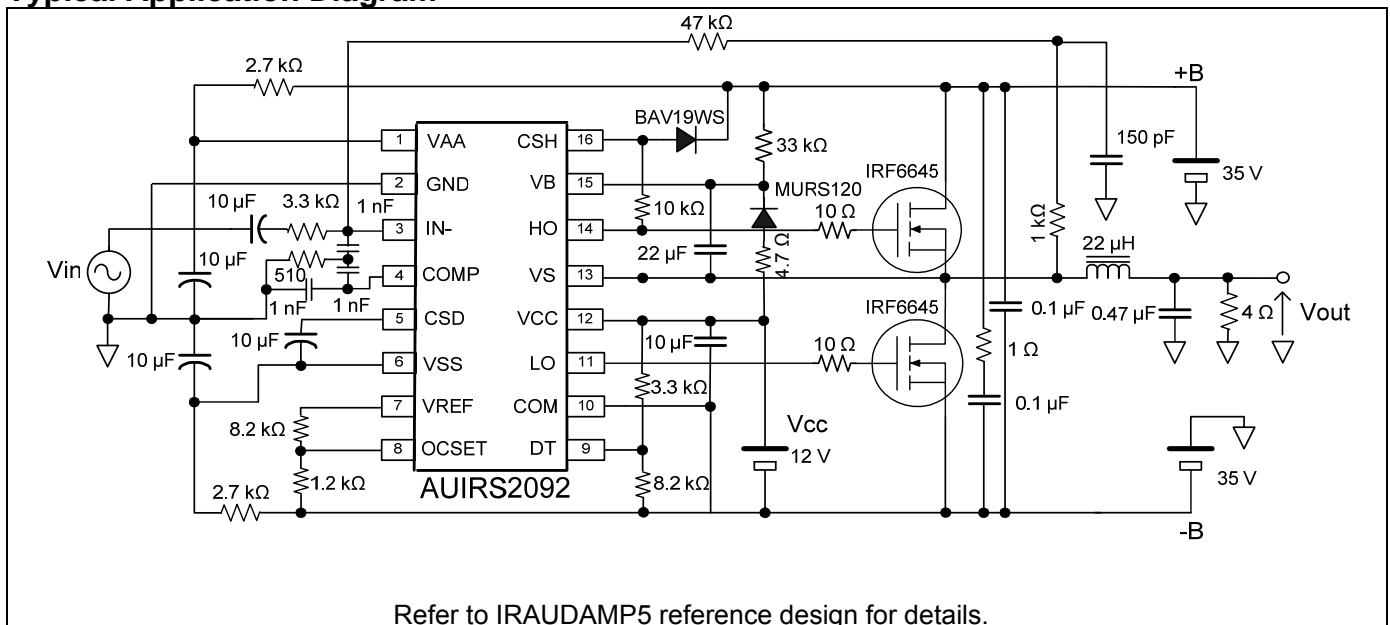 Typical Application Diagram
47 kΩ
2.7 kΩ
+B
BAV19WS
1 VAA CSH 16
33 kΩ
150 pF
IRF6645
35 V
2 GND VB 15
MURS120
10 µF 3.3 kΩ 1 nF
10 kΩ
10 Ω
3 IN- HO 14
1 kΩ
22 µH
Vin
10 µF
510
22 µF
4.7 Ω
4 COMP VS 13
1 nF 1 nF
IRF6645
5 CSD VCC 12
0.1 µF 0.47 µF 4 Ω Vout
10 µF
10 µF
10 µF
10 Ω
1 Ω
6 VSS LO 11
3.3 kΩ
7 VREF COM 10
0.1 µF
8.2 kΩ
Vcc
8 OCSET DT 9
12 V
35 V
1.2 kΩ
8.2 kΩ
2.7 kΩ
AUIRS2092
-B
Refer to IRAUDAMP5 reference design for details.